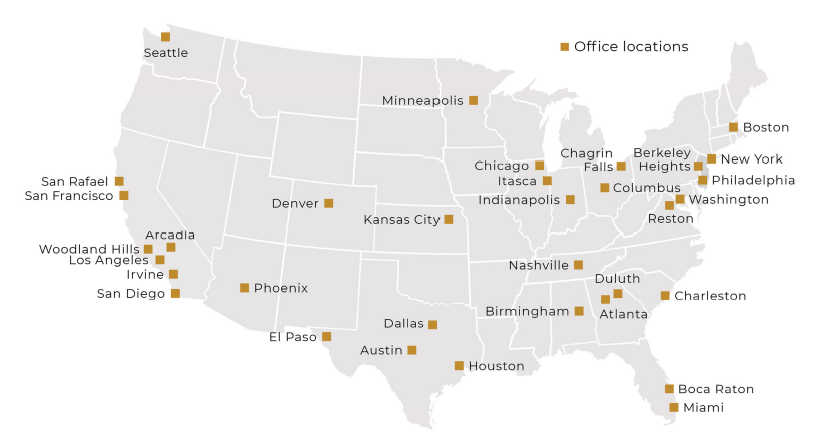 Office locations
Seattle
Minneapolis
Boston
Chagrin
Falls
Berkeley
Heights
New York
Chicago
Itasca
Philadelphia
San Rafael
San Francisco
Columbus
Indianapolis
Washington
Denver
Reston
Kansas City
Arcadia
Woodland Hills
Los Angeles
Nashville
Irvine
Duluth
Phoenix
San Diego
Charleston
Birmingham
Atlanta
Dallas
El Paso
Austin
Houston
Boca Raton
Miami